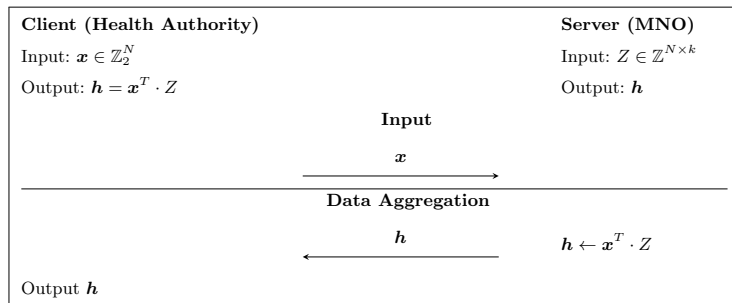 Client (Health Authority) Server (MNO)
Input: x ∈ ℤ₂ᴺ Input: Z ∈ ℤᴺˣᵏ
Output: h = xᵀ · Z Output: h
Input
x
Data Aggregation
h h ← xᵀ · Z
Output h